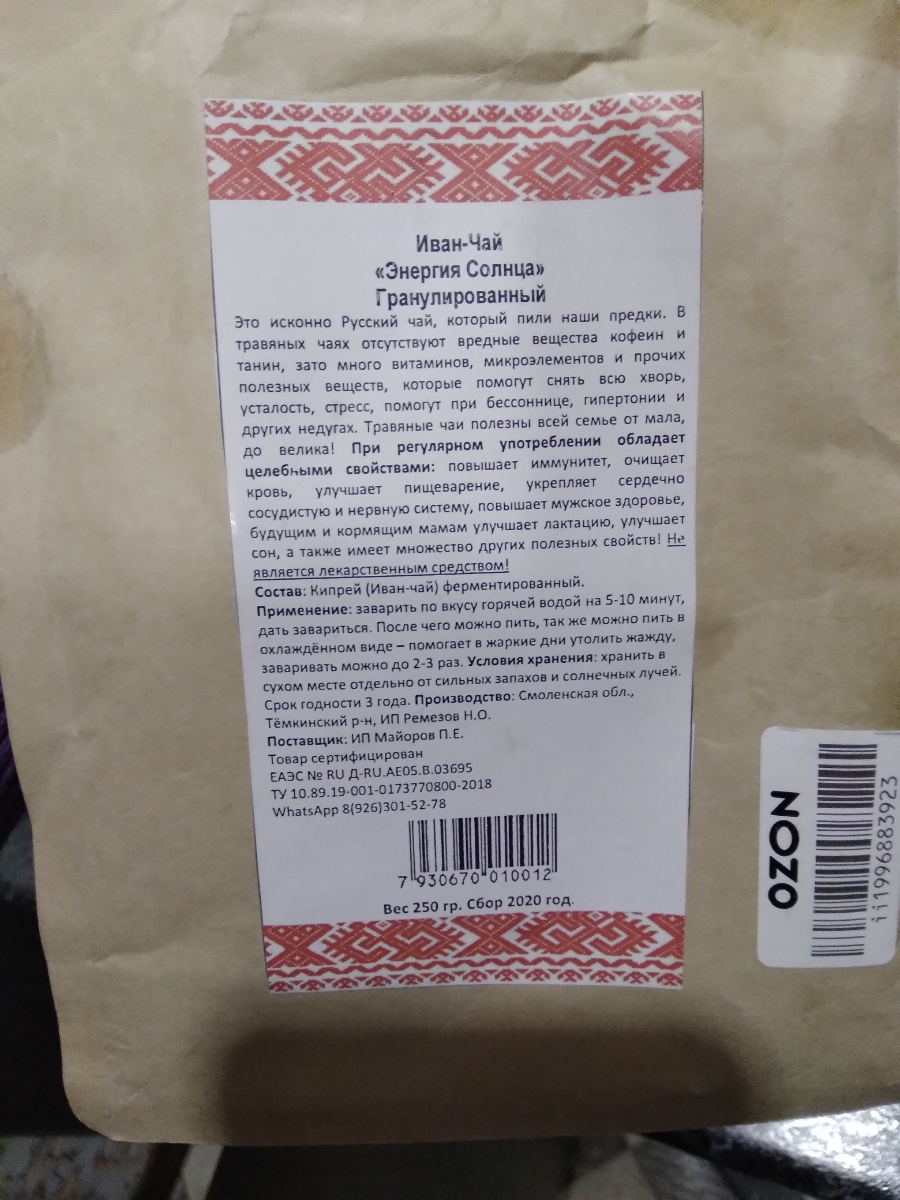 Иван-Чай
«Энергия Солнца»
Гранулированный
Это исконно Русский чай, который пили наши предки. В
травяных чаях отсутствуют вредные вещества кофеин и
танин, зато много витаминов, микроэлементов и прочих
полезных веществ, которые помогут снять всю хворь,
усталость, стресс, помогут при бессоннице, гипертонии и
других недугах. Травяные чаи полезны всей семье от мала,
до велика! При регулярном употреблении обладает
целебными свойствами: повышает иммунитет, очищает
кровь, улучшает пищеварение, укрепляет сердечно
сосудистую и нервную систему, повышает мужское здоровье,
будущим и кормящим мамам улучшает лактацию, улучшает
сон, а также имеет множество других полезных свойств! Не
является лекарственным средством!
Состав: Кипрей (Иван-чай) ферментированный.
Применение: заварить по вкусу горячей водой на 5-10 минут,
дать завариться. После чего можно пить, так же можно пить в
охлаждённом виде – помогает в жаркие дни утолить жажду,
заваривать можно до 2-3 раз. Условия хранения: хранить в
сухом месте отдельно от сильных запахов и солнечных лучей.
Срок годности 3 года. Производство: Смоленская обл.,
Тёмкинский р-н, ИП Ремезов Н.О.
Поставщик: ИП Майоров П.Е.
Товар сертифицирован
ЕАЭС № RU Д-RU.АЕ05.В.03695
ТУ 10.89.19-001-0173770800-2018
WhatsApp 8(926)301-52-78
7 930670 010012
Вес 250 гр. Сбор 2020 год.
OZON
ii1996883923